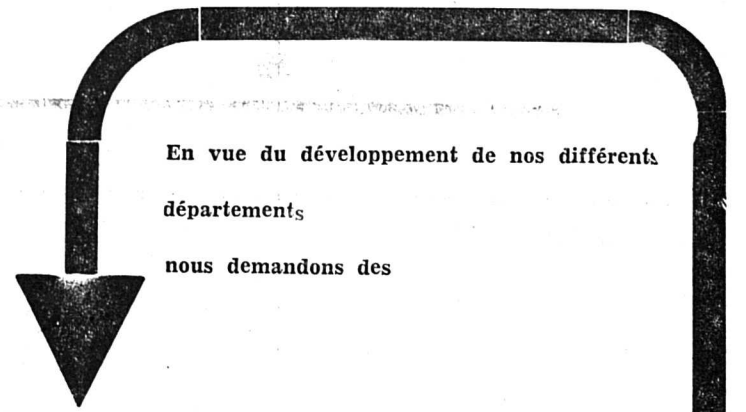 En vue du développement de nos différents
départements
nous demandons des